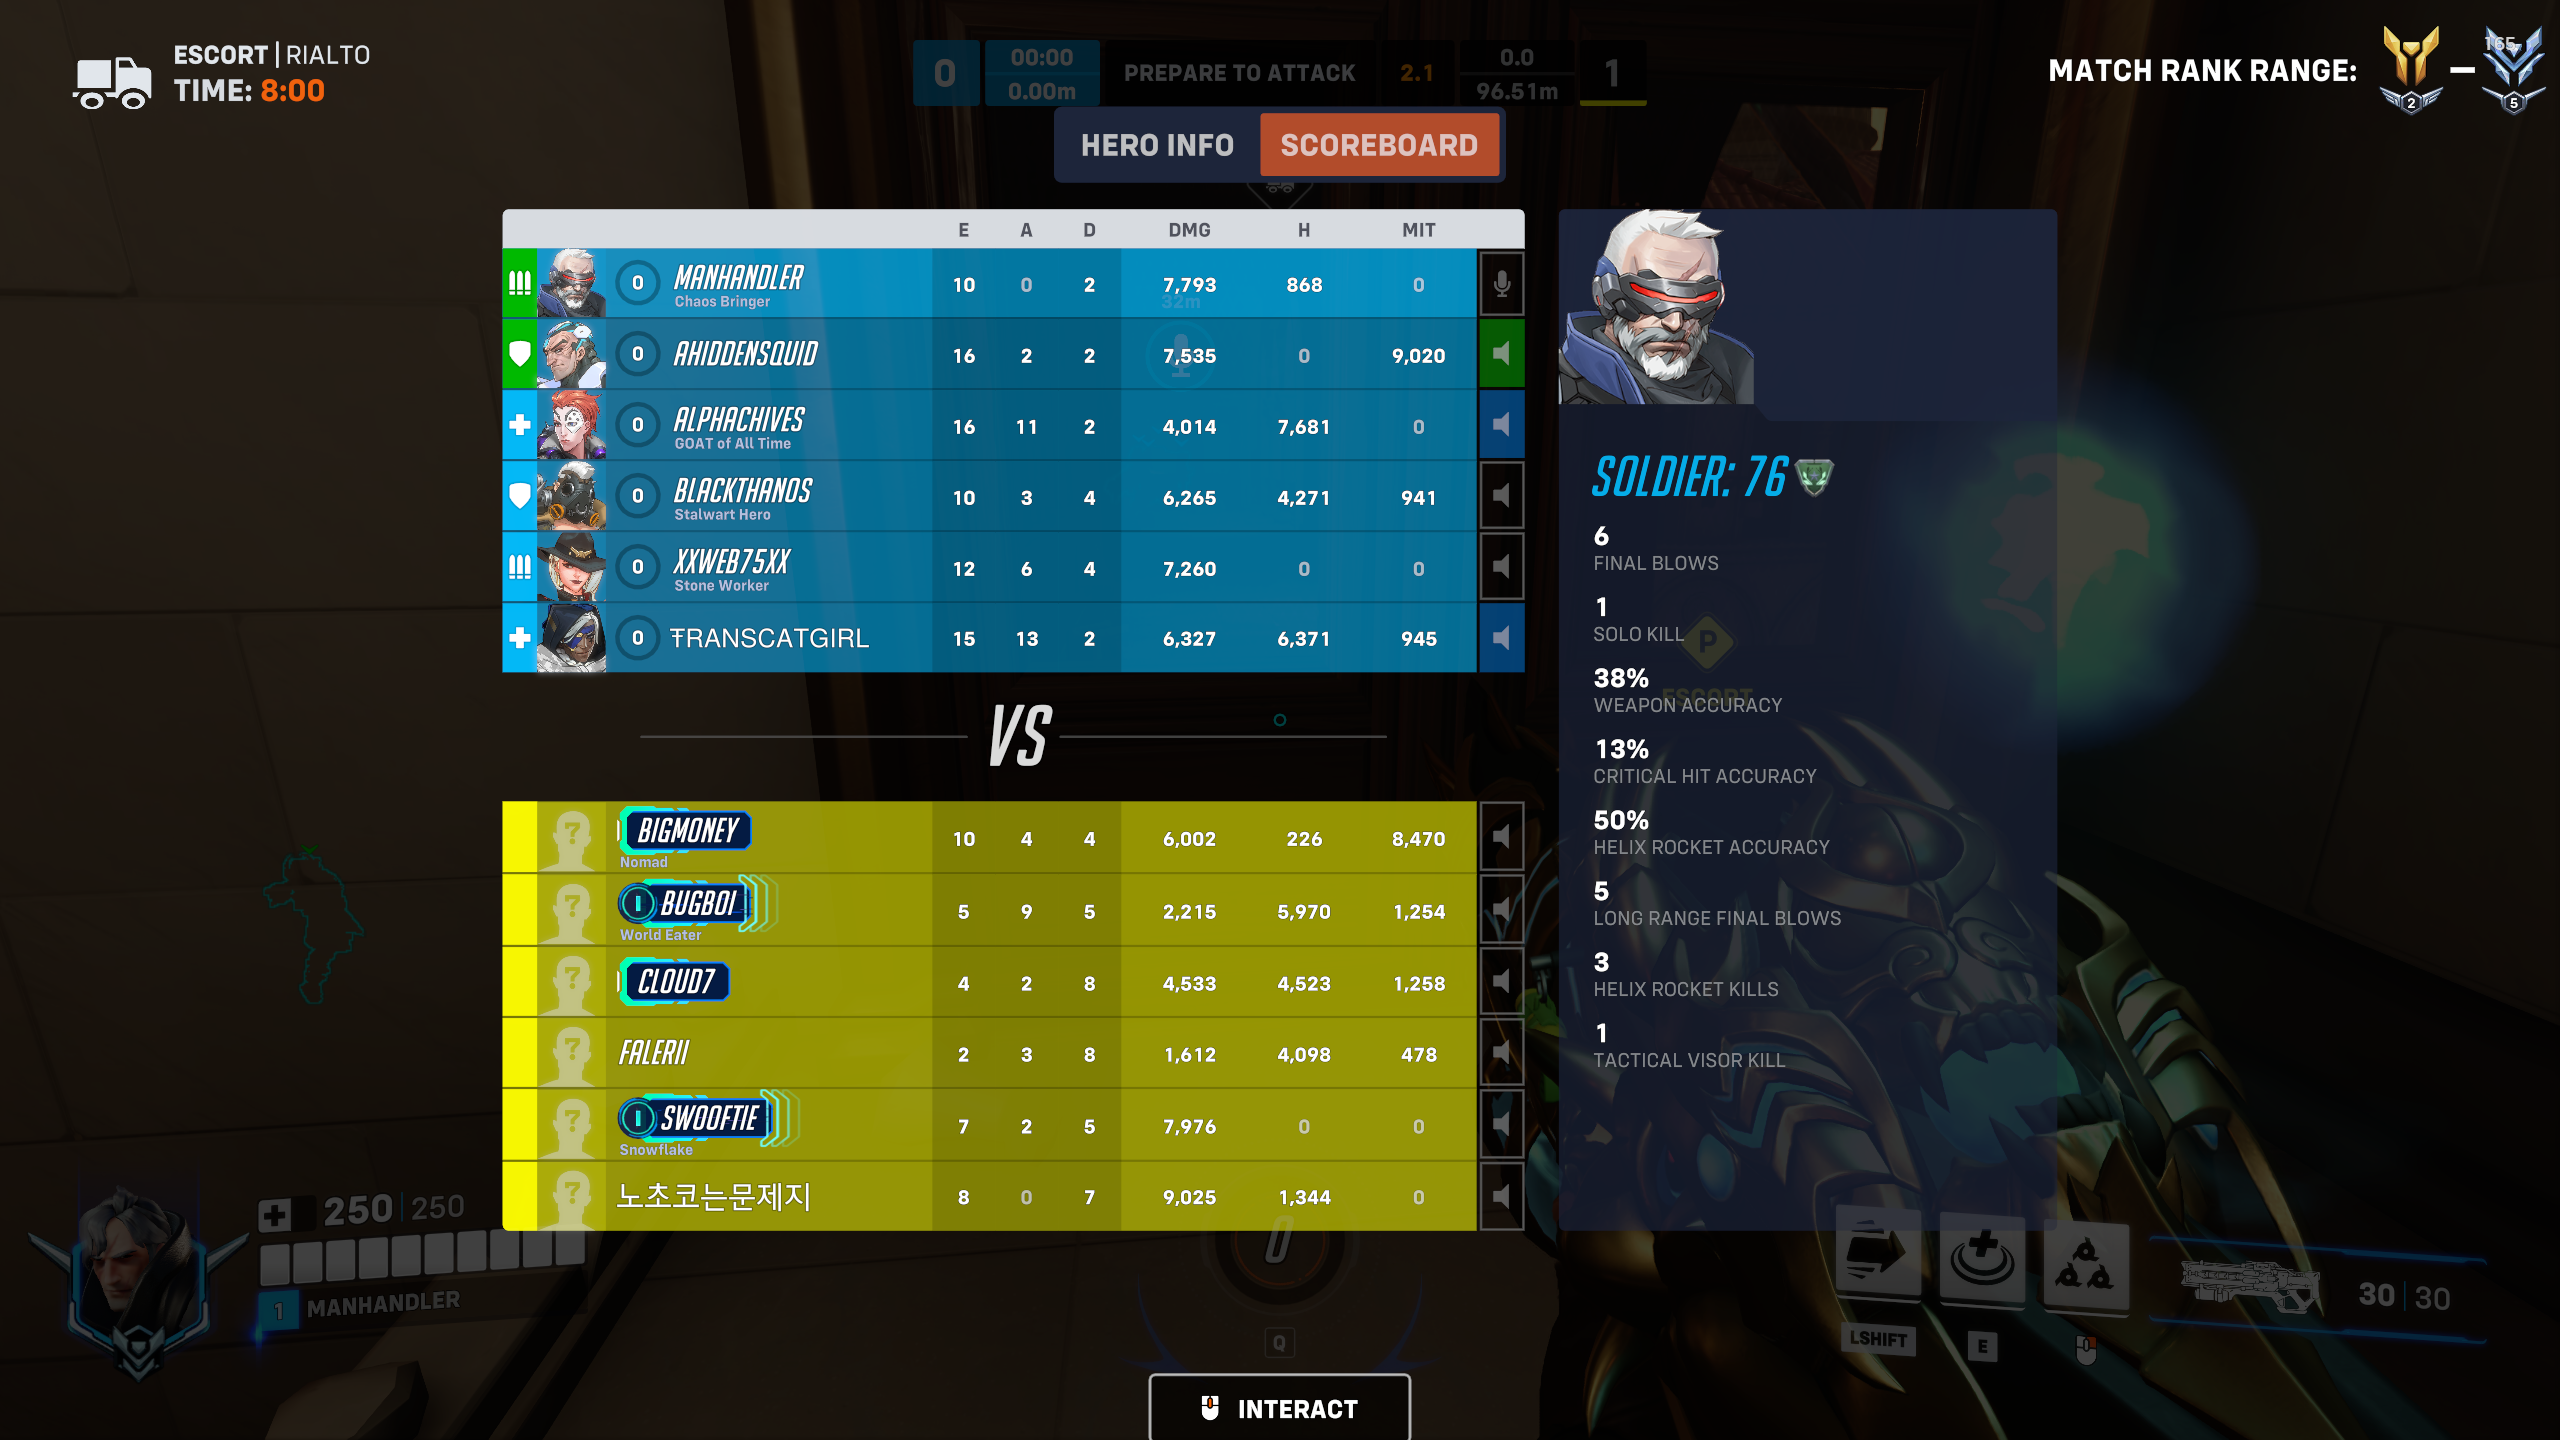 ESCORT | RIALTO
TIME: 8:00
0 00:00 0.00m PREPARE TO ATTACK 2.1 0.0 96.51m 1
MATCH RANK RANGE: 2 – 5
165
HERO INFO SCOREBOARD
E A D DMG H MIT
0 MANHANDLER 10 0 2 7,793 868 0
Chaos Bringer
32m
0 AHIDDENSQUID 16 2 2 7,535 0 9,020
0 ALPHACHIVES 16 11 2 4,014 7,681 0
GOAT of All Time
0 BLACKTHANOS 10 3 4 6,265 4,271 941
Stalwart Hero
0 XXWEB75XX 12 6 4 7,260 0 0
Stone Worker
0 ŦRANSCATGIRL 15 13 2 6,327 6,371 945
VS
BIGMONEY 10 4 4 6,002 226 8,470
Nomad
BUGBOI 5 9 5 2,215 5,970 1,254
World Eater
CLOUD7 4 2 8 4,533 4,523 1,258
FALERII 2 3 8 1,612 4,098 478
SWOOFTIE 7 2 5 7,976 0 0
Snowflake
노초코는문제지 8 0 7 9,025 1,344 0
SOLDIER: 76
6
FINAL BLOWS
1
SOLO KILL
P
ESCORT
38%
WEAPON ACCURACY
13%
CRITICAL HIT ACCURACY
50%
HELIX ROCKET ACCURACY
5
LONG RANGE FINAL BLOWS
3
HELIX ROCKET KILLS
1
TACTICAL VISOR KILL
250 | 250
1 MANHANDLER
0
Q
INTERACT
LSHIFT E
30 | 30